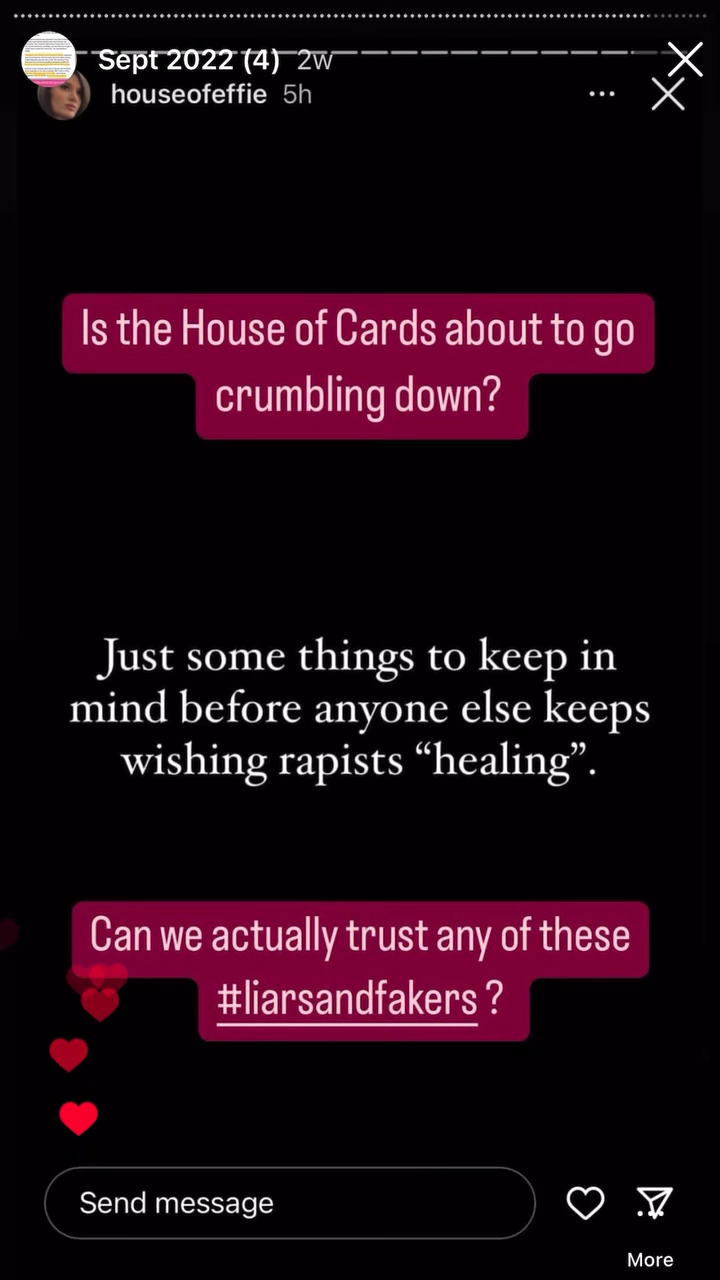 Sept 2022 (4) 2w
houseofeffie 5h
Is the House of Cards about to go
crumbling down?
Just some things to keep in
mind before anyone else keeps
wishing rapists “healing”.
Can we actually trust any of these
#liarsandfakers ?
Send message
More